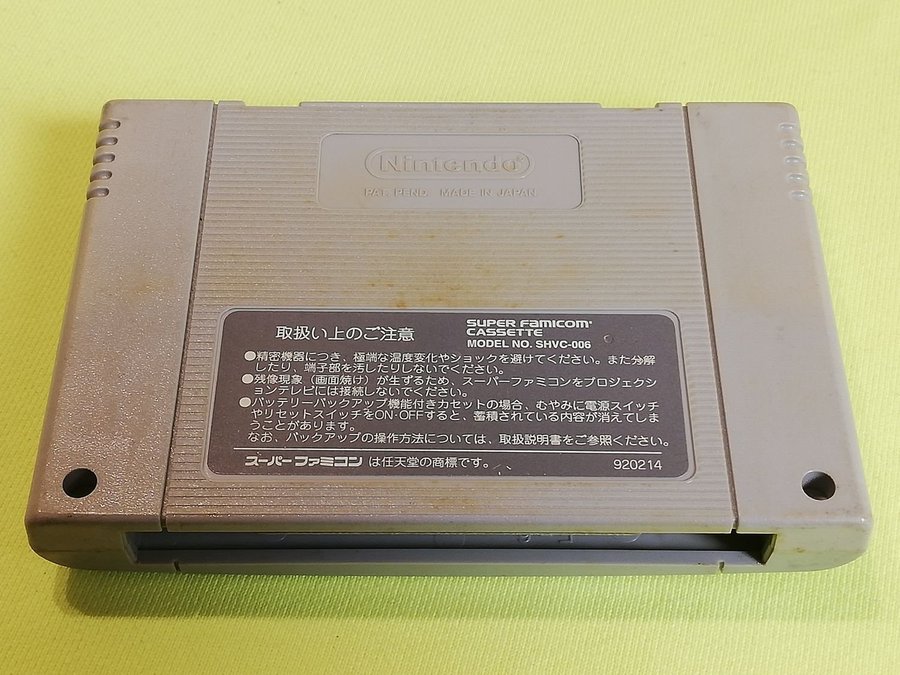 Nintendo®
PAT. PEND. MADE IN JAPAN
取扱い上のご注意
SUPER FAMICOM®
CASSETTE
MODEL NO. SHVC-006
●精密機器につき、極端な温度変化やショックを避けてください。また分解
したり、端子部を汚したりしないでください。
●残像現象（画面焼け）が生ずるため、スーパーファミコンをプロジェクシ
ョンテレビには接続しないでください。
●バッテリーバックアップ機能付きカセットの場合、むやみに電源スイッチ
やリセットスイッチをON・OFFすると、蓄積されている内容が消えてしま
うことがあります。
なお、バックアップの操作方法については、取扱説明書をご参照ください。
スーパーファミコン は任天堂の商標です。
920214